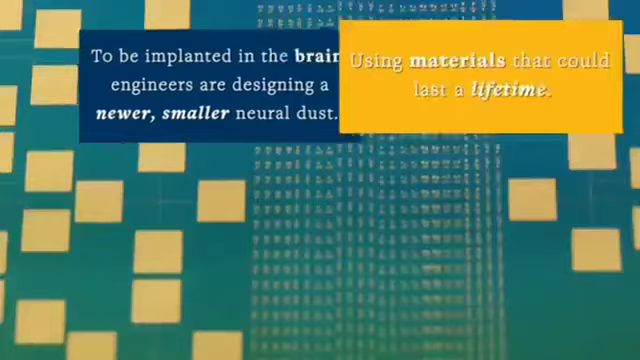 To be implanted in the brain
engineers are designing a
newer, smaller neural dust.
Using materials that could
last a lifetime.